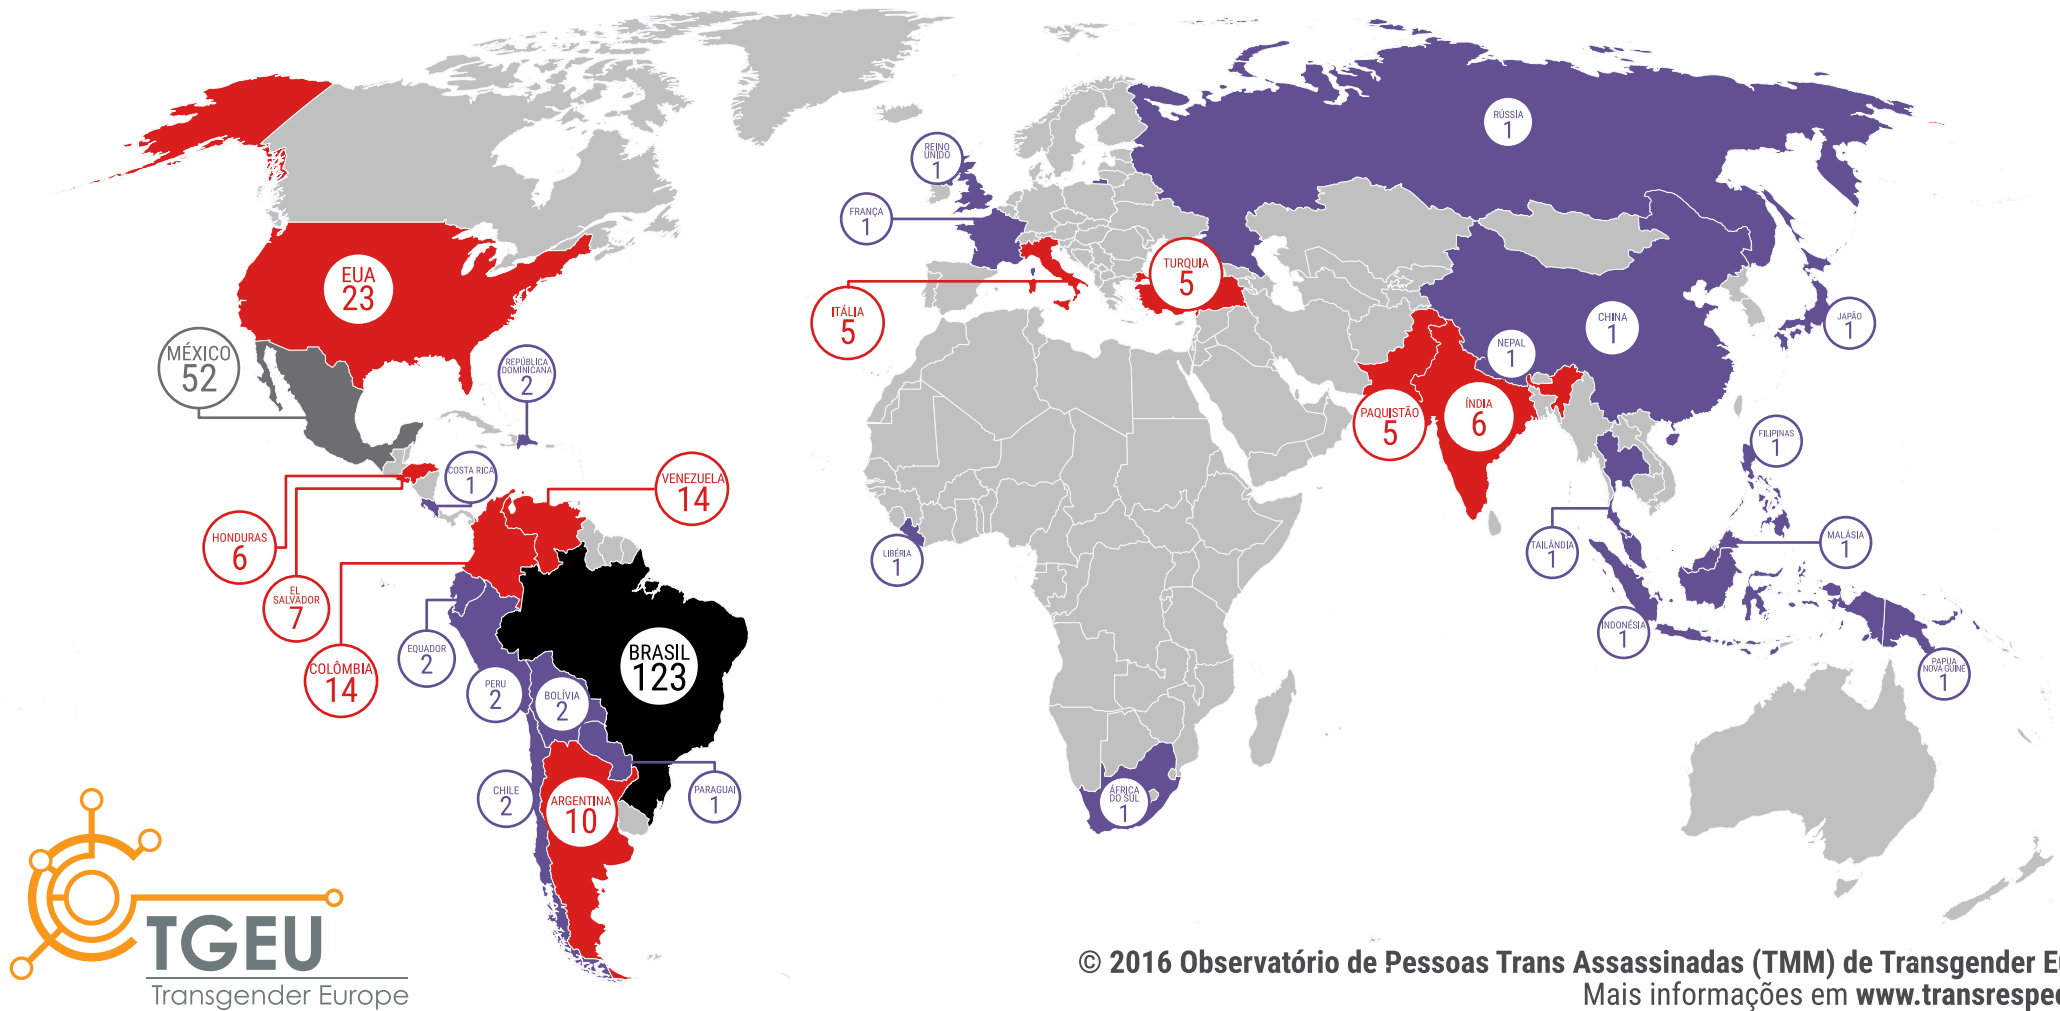 RÚSSIA
1
REINO
UNIDO
1
FRANÇA
1
EUA
23
TURQUIA
5
ITÁLIA
5
CHINA
1
JAPÃO
1
NEPAL
1
MÉXICO
52
REPÚBLICA
DOMINICANA
2
PAQUISTÃO
5
ÍNDIA
6
FILIPINAS
1
COSTA RICA
1
VENEZUELA
14
HONDURAS
6
LIBÉRIA
1
TAILÂNDIA
1
MALÁSIA
1
EL
SALVADOR
7
COLÔMBIA
14
EQUADOR
2
BRASIL
123
INDONÉSIA
1
PERU
2
BOLÍVIA
2
PAPUA
NOVA GUINÉ
1
CHILE
2
ARGENTINA
10
PARAGUAI
1
ÁFRICA
DO SUL
1
TGEU
Transgender Europe
© 2016 Observatório de Pessoas Trans Assassinadas (TMM) de Transgender
Mais informações em www.transrespec